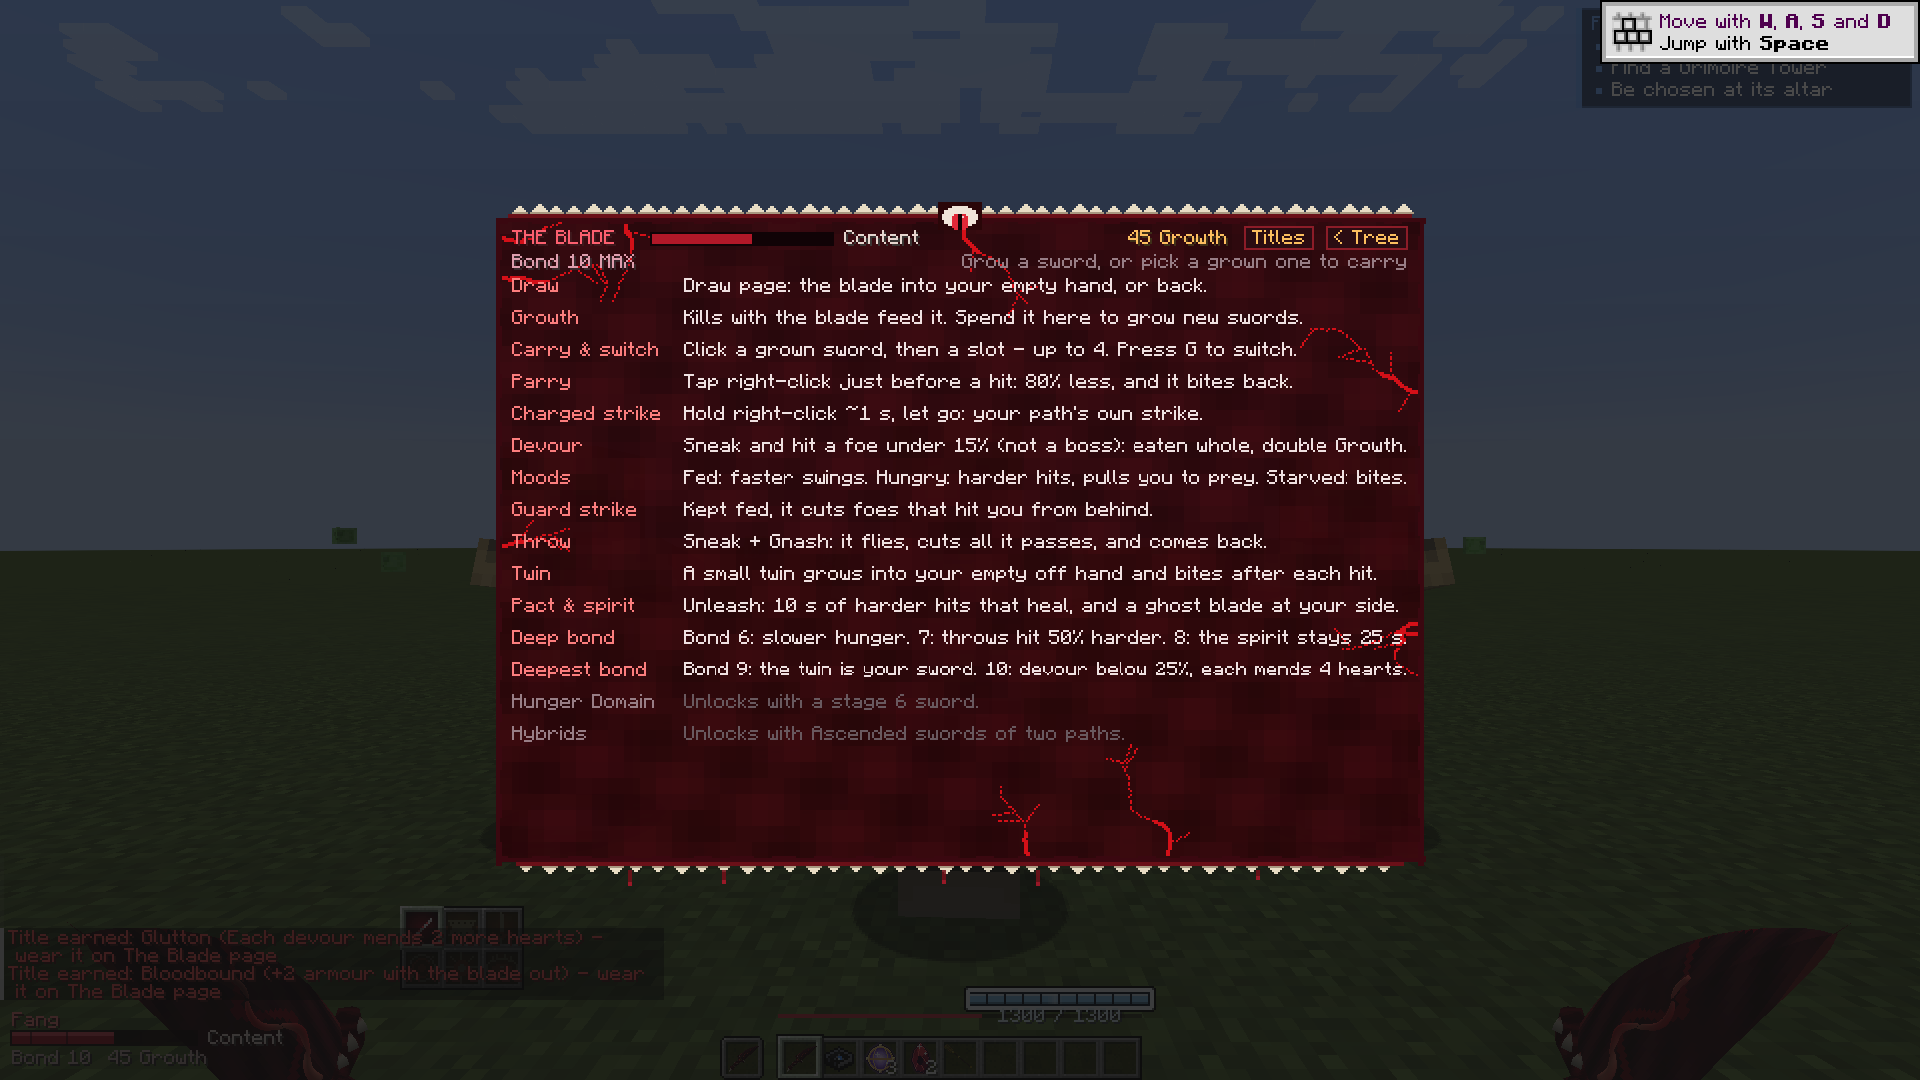 Move with W, A, S and D
Jump with Space
Find a Grimoire Tower
Be chosen at its altar
THE BLADE
Content
45 Growth
Titles
< Tree
Bond 10 MAX
Grow a sword, or pick a grown one to carry
Draw
Draw page: the blade into your empty hand, or back.
Growth
Kills with the blade feed it. Spend it here to grow new swords.
Carry & switch
Click a grown sword, then a slot – up to 4. Press G to switch.
Parry
Tap right-click just before a hit: 80% less, and it bites back.
Charged strike
Hold right-click ~1 s, let go: your path's own strike.
Devour
Sneak and hit a foe under 15% (not a boss): eaten whole, double Growth.
Moods
Fed: faster swings. Hungry: harder hits, pulls you to prey. Starved: bites.
Guard strike
Kept fed, it cuts foes that hit you from behind.
Throw
Sneak + Gnash: it flies, cuts all it passes, and comes back.
Twin
A small twin grows into your empty off hand and bites after each hit.
Pact & spirit
Unleash: 10 s of harder hits that heal, and a ghost blade at your side.
Deep bond
Bond 6: slower hunger. 7: throws hit 50% harder. 8: the spirit stays 25 s.
Deepest bond
Bond 9: the twin is your sword. 10: devour below 25%, each mends 4 hearts.
Hunger Domain
Unlocks with a stage 6 sword.
Hybrids
Unlocks with Ascended swords of two paths.
Title earned: Glutton (Each devour mends 2 more hearts) –
wear it on The Blade page
Title earned: Bloodbound (+2 armour with the blade out) – wear
it on The Blade page
Fang
Content
Bond 10 45 Growth
1300 / 1300
3
2